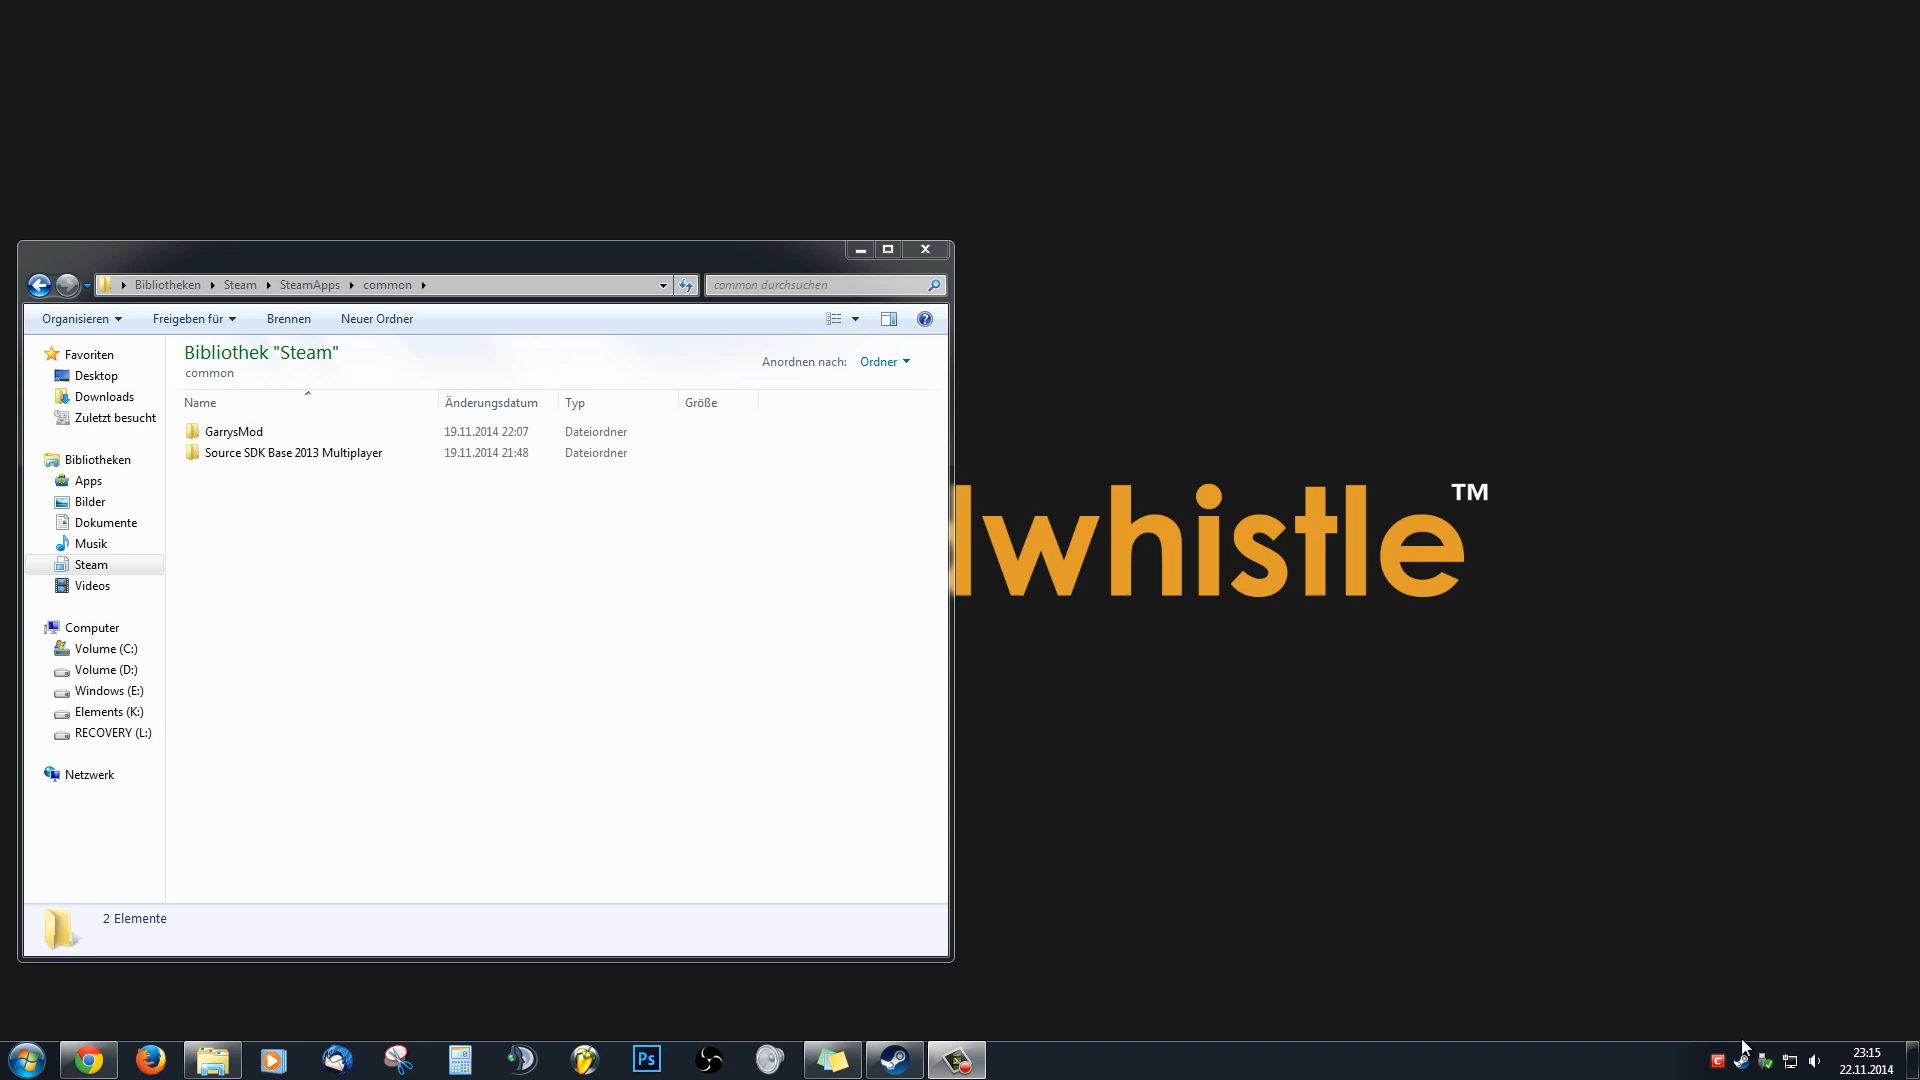 Bibliotheken Steam SteamApps common
common durchsuchen
Organisieren Freigeben für Brennen Neuer Ordner
Favoriten
Desktop
Downloads
Zuletzt besucht
Bibliotheken
Apps
Bilder
Dokumente
Musik
Steam
Videos
Computer
Volume (C:)
Volume (D:)
Windows (E:)
Elements (K:)
RECOVERY (L:)
Netzwerk
Bibliothek "Steam"
common
Anordnen nach: Ordner
Name Änderungsdatum Typ Größe
GarrysMod 19.11.2014 22:07 Dateiordner
Source SDK Base 2013 Multiplayer 19.11.2014 21:48 Dateiordner
2 Elemente
lwhistle™
Ps
C
23:15
22.11.2014